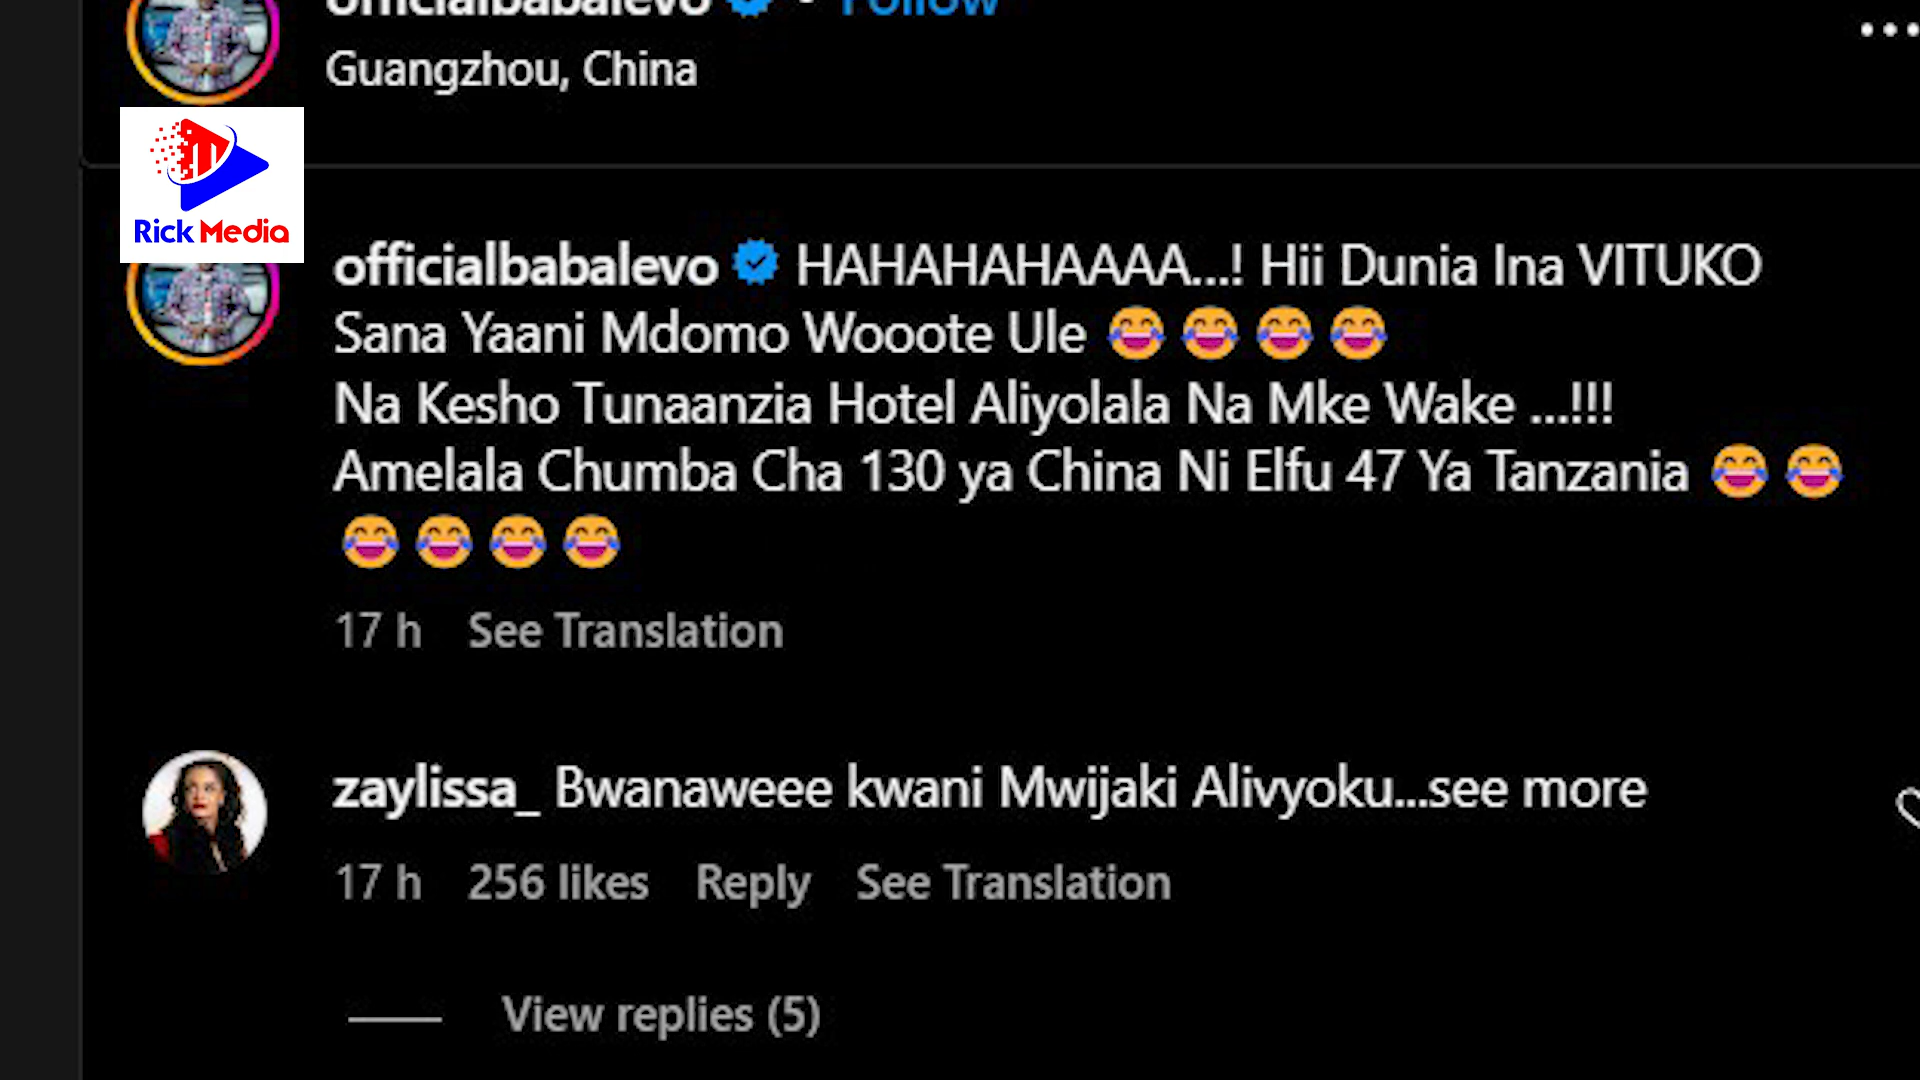 officialbabalevo • Follow
Guangzhou, China
Rick Media
officialbabalevo HAHAHAHAAAA...! Hii Dunia Ina VITUKO
Sana Yaani Mdomo Wooote Ule 😂 😂 😂 😂
Na Kesho Tunaanzia Hotel Aliyolala Na Mke Wake ...!!!
Amelala Chumba Cha 130 ya China Ni Elfu 47 Ya Tanzania 😂 😂
😂 😂 😂 😂
17 h See Translation
zaylissa_ Bwanaweee kwani Mwijaki Alivyoku...see more
17 h 256 likes Reply See Translation
View replies (5)